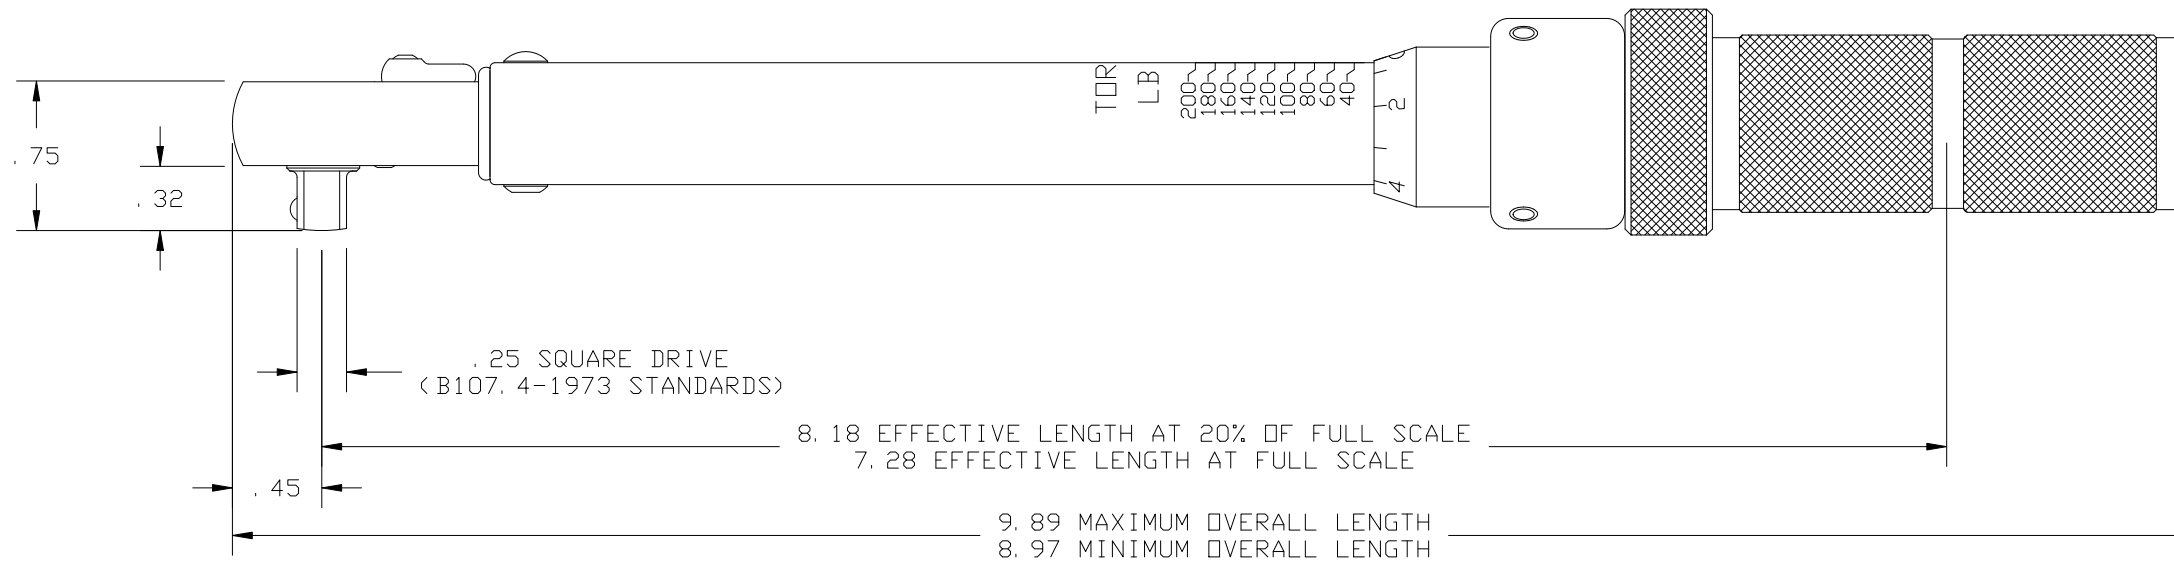 TOR
LB
200
180
160
140
120
100
80
60
40
2
4
.75
.32
.25 SQUARE DRIVE
(B107.4-1973 STANDARDS)
8.18 EFFECTIVE LENGTH AT 20% OF FULL SCALE
7.28 EFFECTIVE LENGTH AT FULL SCALE
.45
9.89 MAXIMUM OVERALL LENGTH
8.97 MINIMUM OVERALL LENGTH